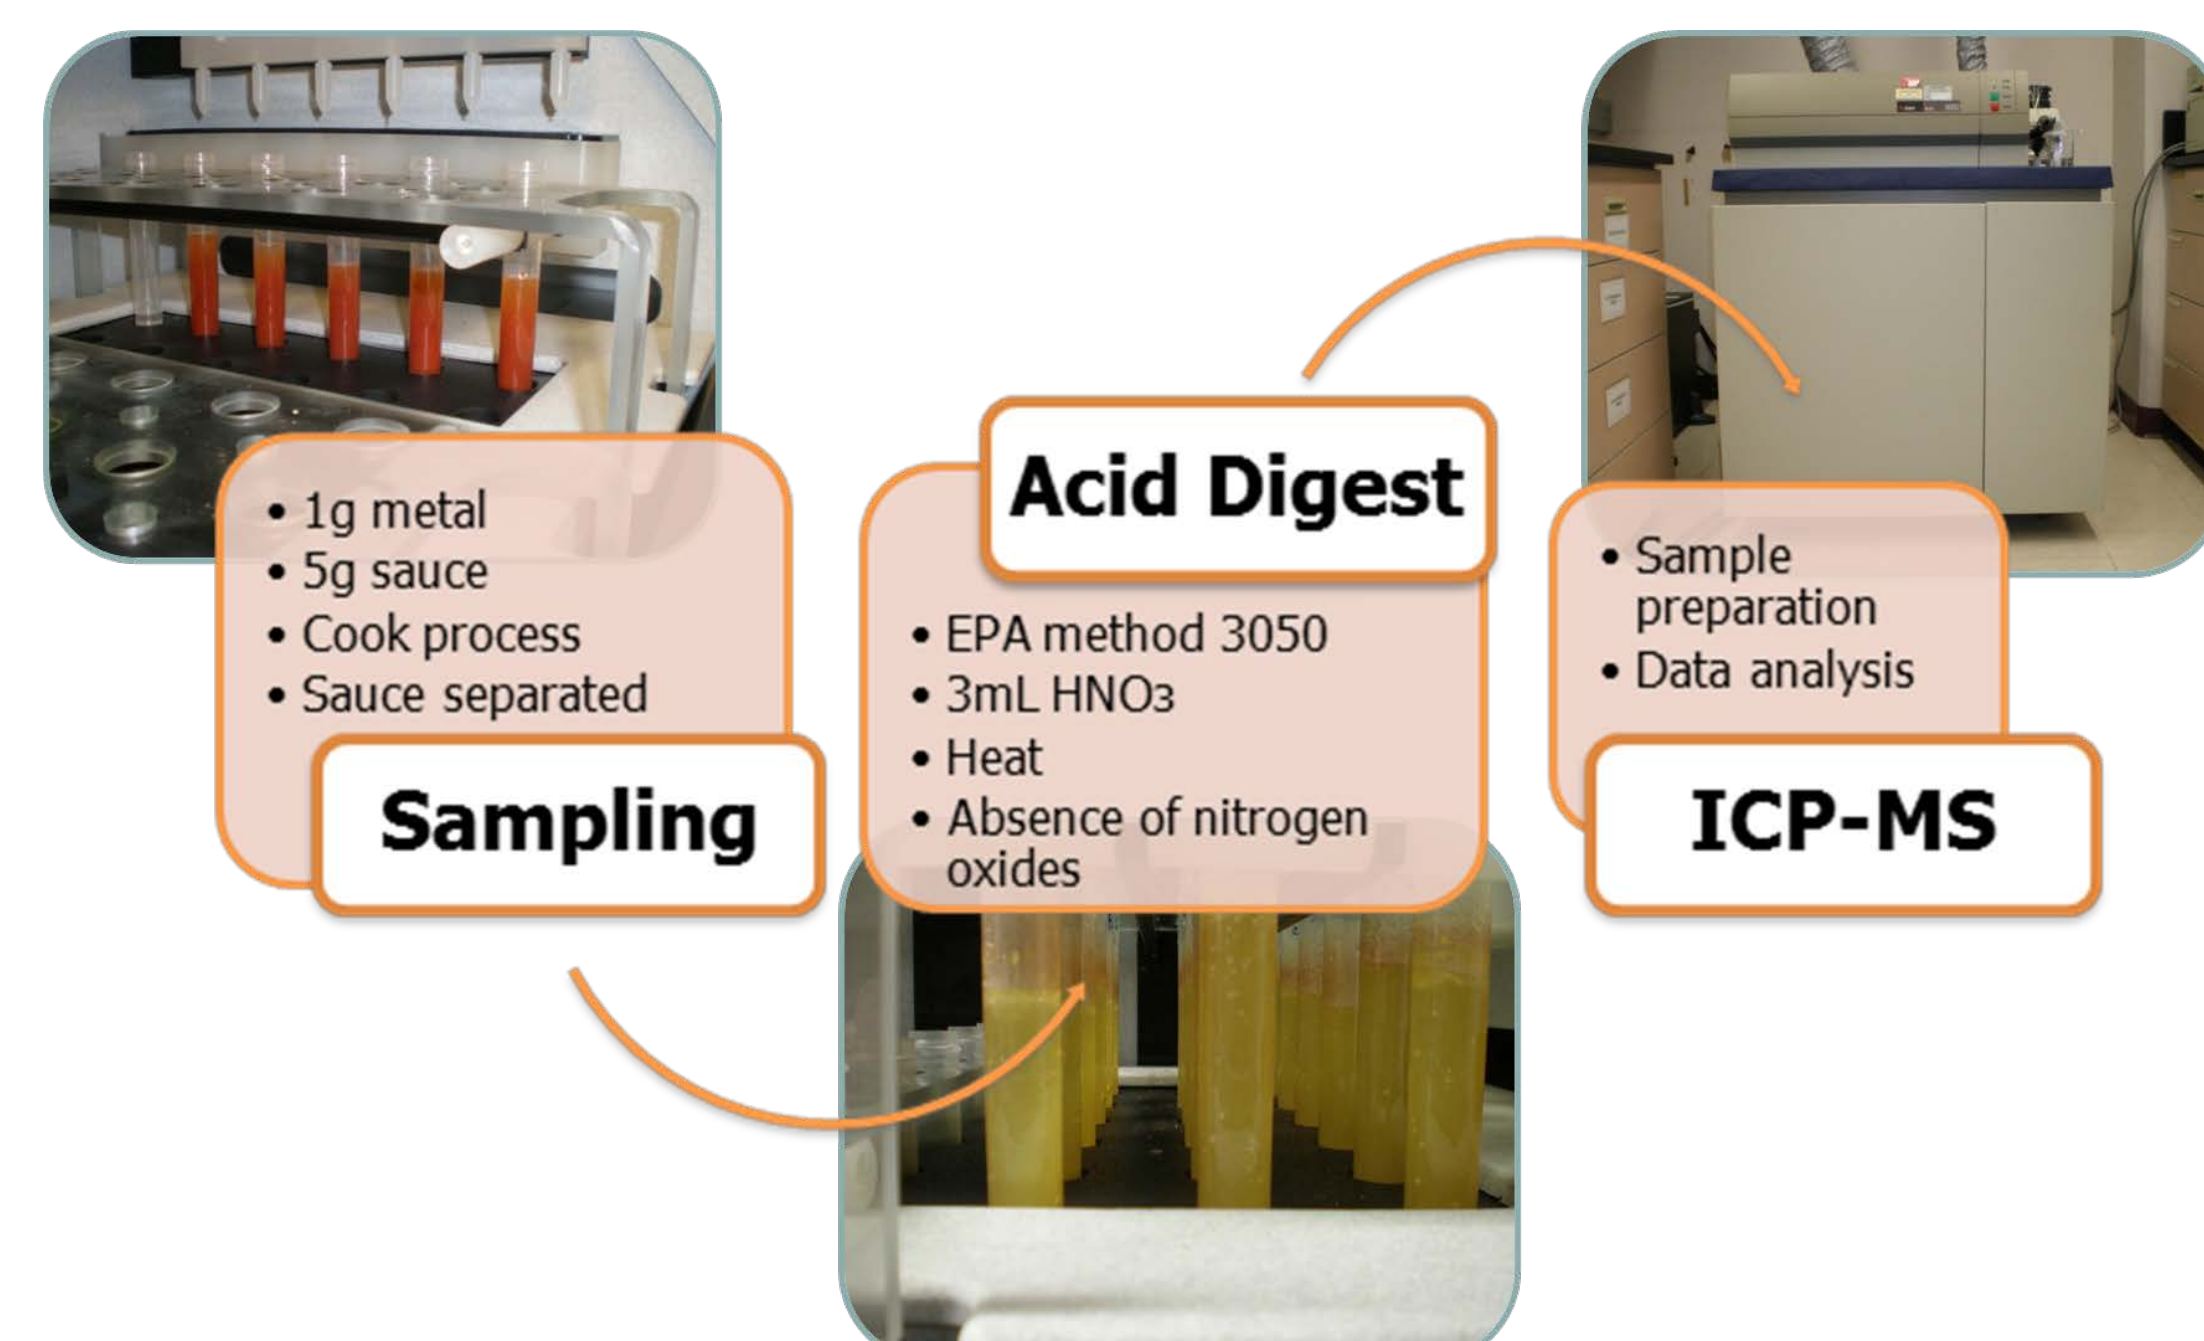 • 1g metal
• 5g sauce
• Cook process
• Sauce separated
Sampling
Acid Digest
• EPA method 3050
• 3mL HNO₃
• Heat
• Absence of nitrogen
oxides
• Sample
preparation
• Data analysis
ICP-MS